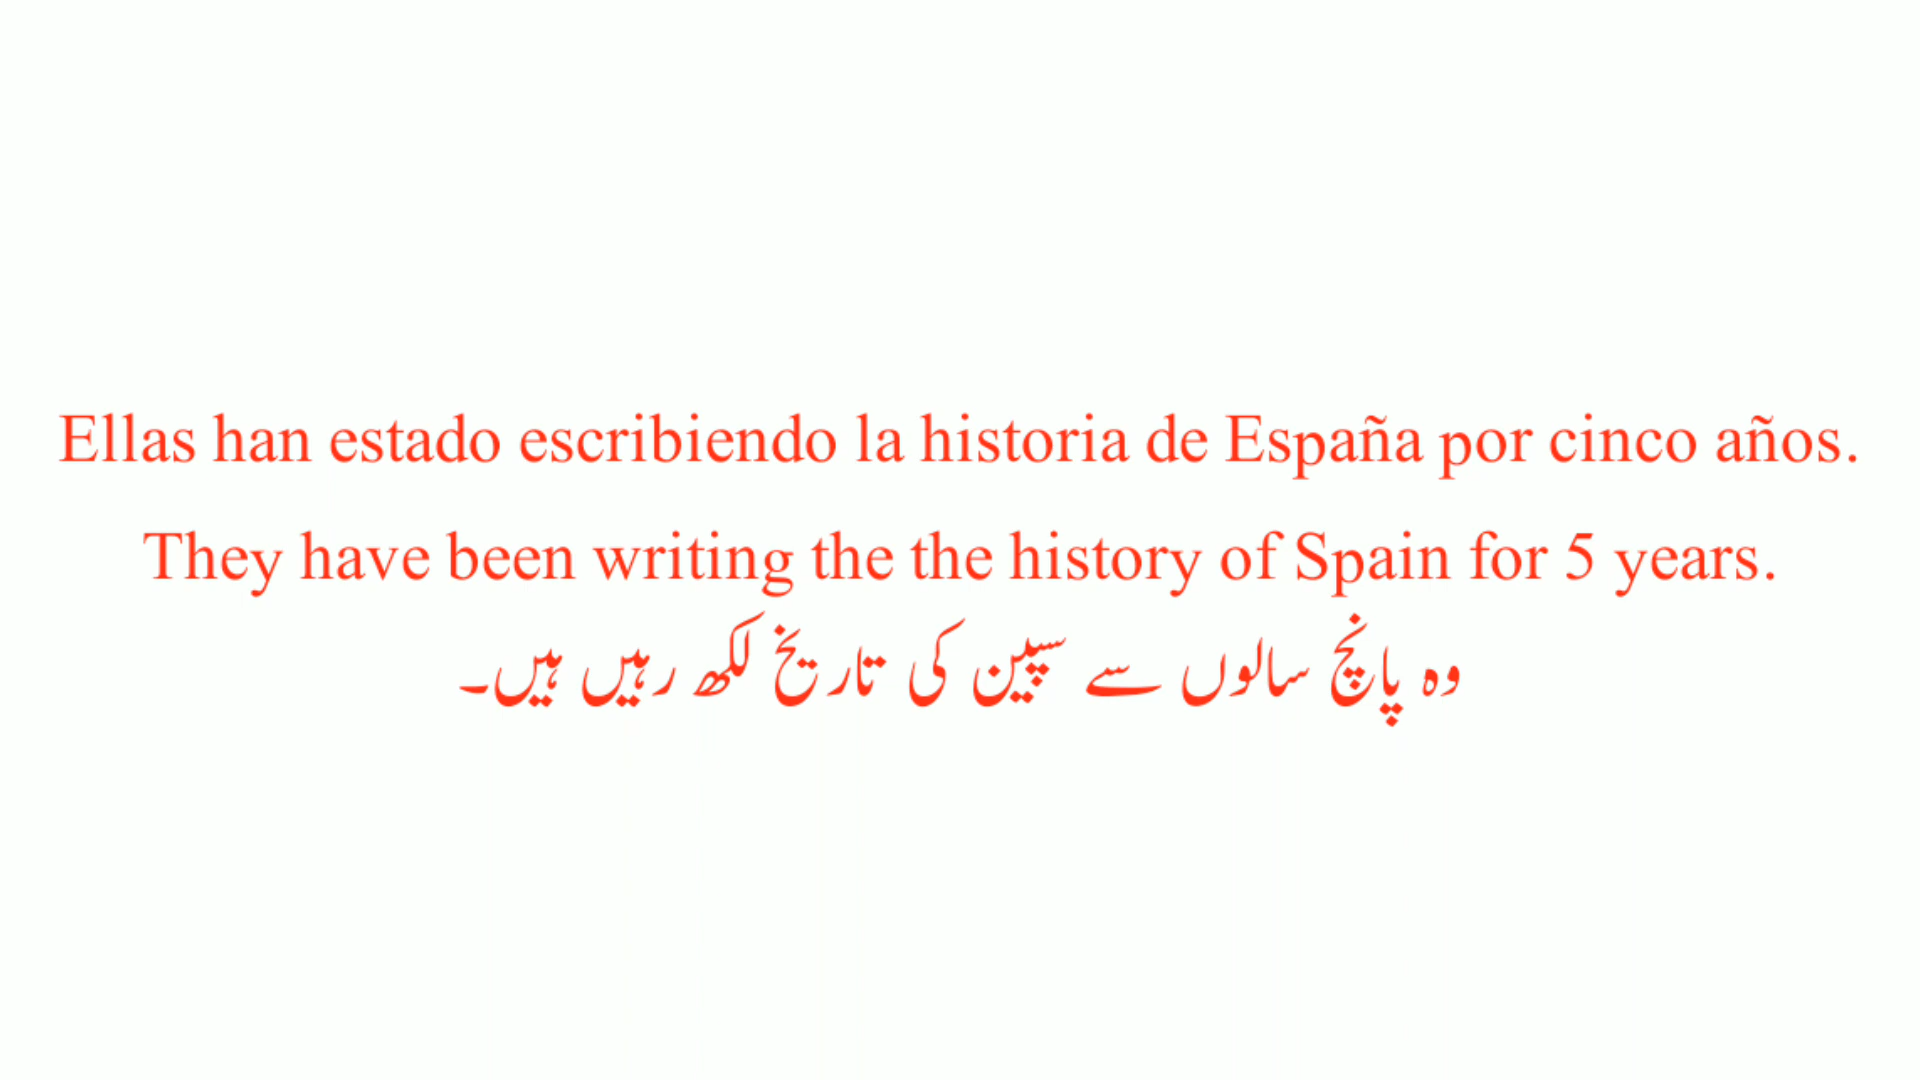 Ellas han estado escribiendo la historia de España por cinco años.
They have been writing the the history of Spain for 5 years.
وہ پانچ سالوں سے سپین کی تاریخ لکھ رہیں ہیں۔